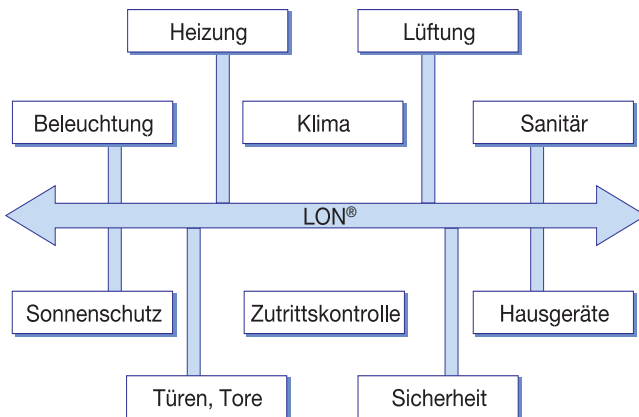 Heizung
Lüftung
Beleuchtung
Klima
Sanitär
LON®
Sonnenschutz
Zutrittskontrolle
Hausgeräte
Türen, Tore
Sicherheit